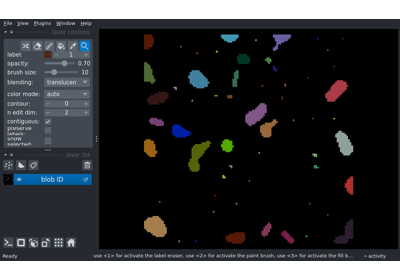 File View Plugins Window Help
layer controls
label: 1
opacity: 0.70
brush size: 10
blending: translucen
color mode: auto
contour: 0
n edit dim: 2
contiguous: ✓
preserve labels:
show selected:
layer list
blob ID
Ready use <1> for activate the label eraser, use <2> for activate the paint brush, use <3> for activate the fill b... activity